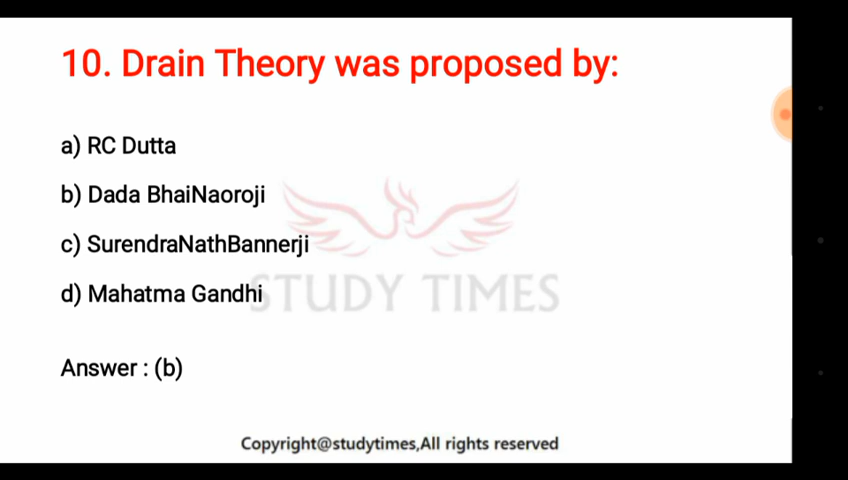 10. Drain Theory was proposed by:
a) RC Dutta
b) Dada BhaiNaoroji
c) SurendraNathBannerji
d) Mahatma Gandhi
STUDY TIMES
Answer : (b)
Copyright@studytimes,All rights reserved